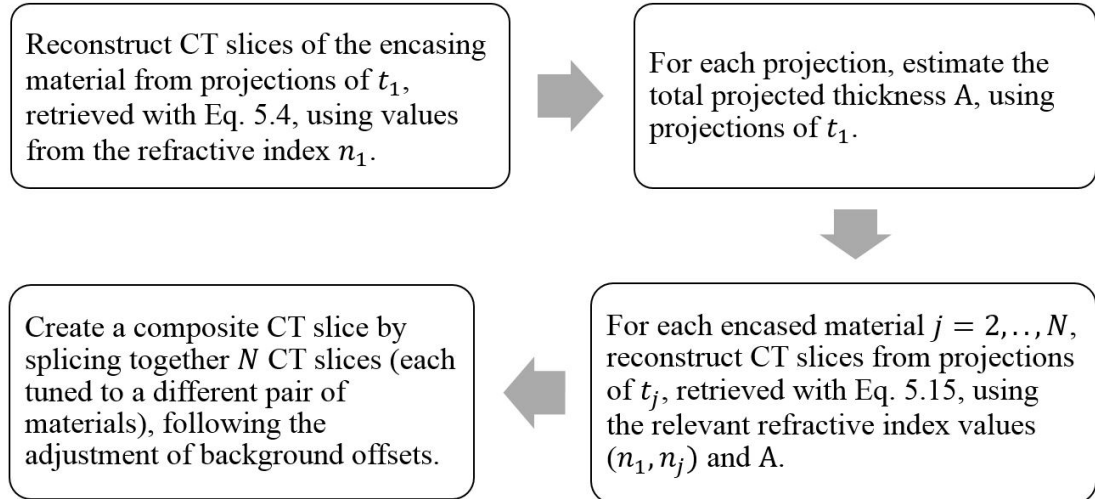 Reconstruct CT slices of the encasing
material from projections of t₁,
retrieved with Eq. 5.4, using values
from the refractive index n₁.
For each projection, estimate the
total projected thickness A, using
projections of t₁.
For each encased material j = 2,..,N,
reconstruct CT slices from projections
of tⱼ, retrieved with Eq. 5.15, using
the relevant refractive index values
(n₁, nⱼ) and A.
Create a composite CT slice by
splicing together N CT slices (each
tuned to a different pair of
materials), following the
adjustment of background offsets.